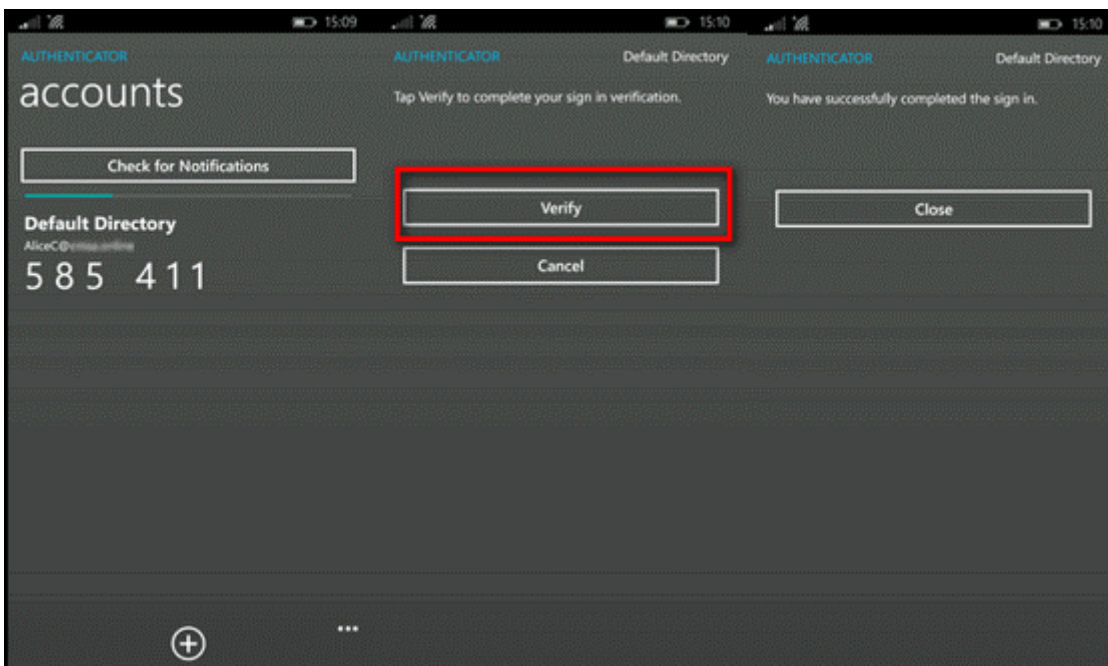 15:09
AUTHENTICATOR
accounts
Check for Notifications
Default Directory
AliceC@
585 411
15:10
AUTHENTICATOR
Default Directory
Tap Verify to complete your sign in verification.
Verify
Cancel
15:10
AUTHENTICATOR
Default Directory
You have successfully completed the sign in.
Close